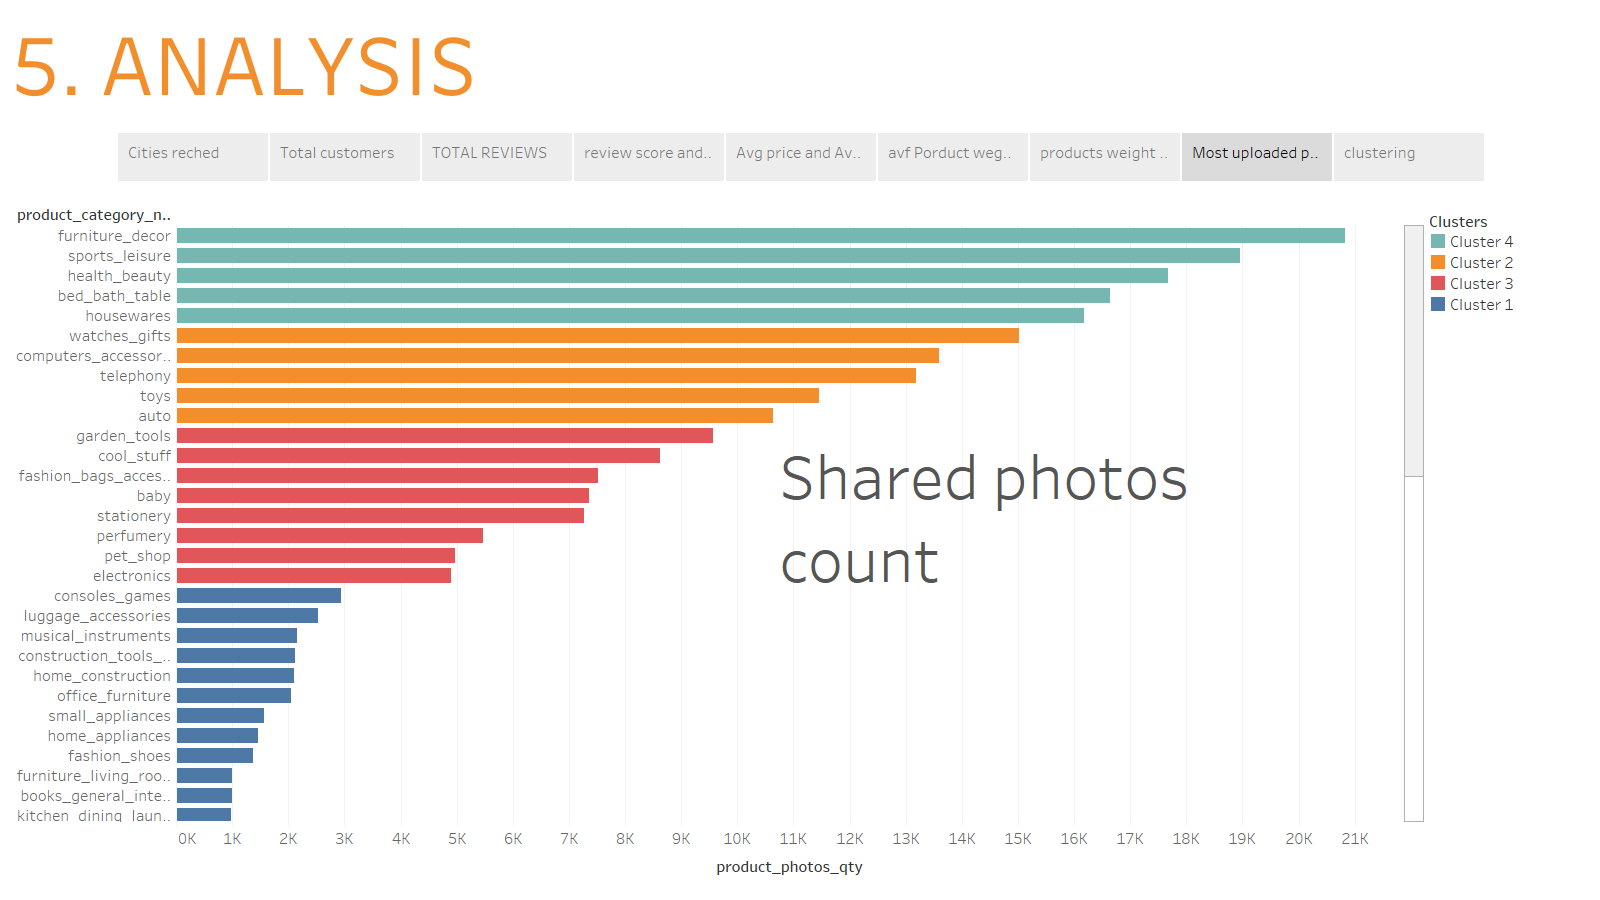 5. ANALYSIS
Cities reched
Total customers
TOTAL REVIEWS
review score and..
Avg price and Av..
avf Porduct weg..
products weight ..
Most uploaded p..
clustering
product_category_n..
furniture_decor
sports_leisure
health_beauty
bed_bath_table
housewares
watches_gifts
computers_accessor..
telephony
toys
auto
garden_tools
cool_stuff
fashion_bags_acces..
baby
stationery
perfumery
pet_shop
electronics
consoles_games
luggage_accessories
musical_instruments
construction_tools_..
home_construction
office_furniture
small_appliances
home_appliances
fashion_shoes
furniture_living_roo..
books_general_inte..
kitchen_dining_laun..
Shared photos
count
0K 1K 2K 3K 4K 5K 6K 7K 8K 9K 10K 11K 12K 13K 14K 15K 16K 17K 18K 19K 20K 21K
product_photos_qty
Clusters
Cluster 4
Cluster 2
Cluster 3
Cluster 1